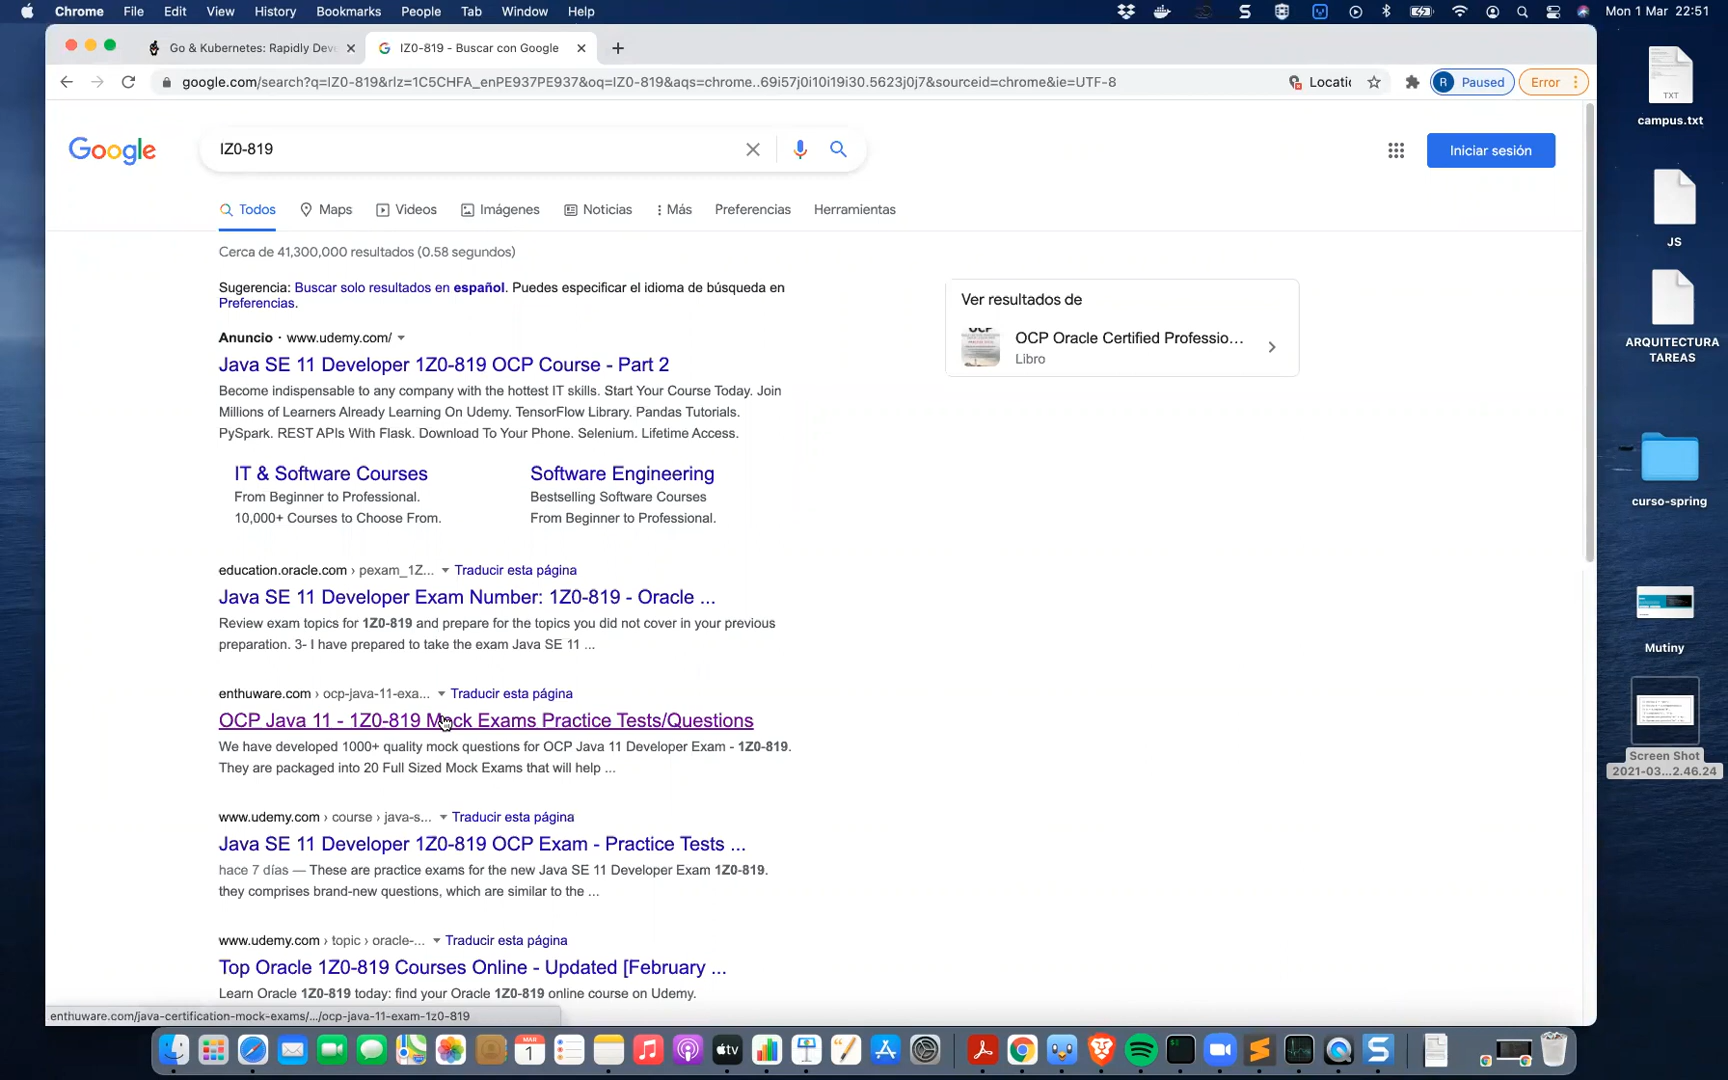 Chrome File Edit View History Bookmarks People Tab Window Help Mon 1 Mar 22:51
Go & Kubernetes: Rapidly Dev
IZ0-819 - Buscar con Google
google.com/search?q=IZ0-819&rlz=1C5CHFA_enPE937PE937&oq=IZ0-819&aqs=chrome..69i57j0i10i19i30.5623j0j7&sourceid=chrome&ie=UTF-8
Locatic
R Paused
Error
Google
IZ0-819
Iniciar sesión
Todos Maps Videos Imágenes Noticias Más Preferencias Herramientas
Cerca de 41,300,000 resultados (0.58 segundos)
Sugerencia: Buscar solo resultados en español. Puedes especificar el idioma de búsqueda en
Preferencias.
Anuncio · www.udemy.com/
Java SE 11 Developer 1Z0-819 OCP Course - Part 2
Become indispensable to any company with the hottest IT skills. Start Your Course Today. Join
Millions of Learners Already Learning On Udemy. TensorFlow Library. Pandas Tutorials.
PySpark. REST APIs With Flask. Download To Your Phone. Selenium. Lifetime Access.
IT & Software Courses
From Beginner to Professional.
10,000+ Courses to Choose From.
Software Engineering
Bestselling Software Courses
From Beginner to Professional.
education.oracle.com › pexam_1Z... Traducir esta página
Java SE 11 Developer Exam Number: 1Z0-819 - Oracle ...
Review exam topics for 1Z0-819 and prepare for the topics you did not cover in your previous
preparation. 3- I have prepared to take the exam Java SE 11 ...
enthuware.com › ocp-java-11-exa... Traducir esta página
OCP Java 11 - 1Z0-819 Mock Exams Practice Tests/Questions
We have developed 1000+ quality mock questions for OCP Java 11 Developer Exam - 1Z0-819.
They are packaged into 20 Full Sized Mock Exams that will help ...
www.udemy.com › course › java-s... Traducir esta página
Java SE 11 Developer 1Z0-819 OCP Exam - Practice Tests ...
hace 7 días — These are practice exams for the new Java SE 11 Developer Exam 1Z0-819.
they comprises brand-new questions, which are similar to the ...
www.udemy.com › topic › oracle-... Traducir esta página
Top Oracle 1Z0-819 Courses Online - Updated [February ...
Learn Oracle 1Z0-819 today: find your Oracle 1Z0-819 online course on Udemy.
enthuware.com/java-certification-mock-exams/.../ocp-java-11-exam-1z0-819
Ver resultados de
OCP
OCP Oracle Certified Professio...
Libro
TXT
campus.txt
JS
ARQUITECTURA
TAREAS
curso-spring
Mutiny
Screen Shot
2021-03...2.46.24
MAR
1
tv